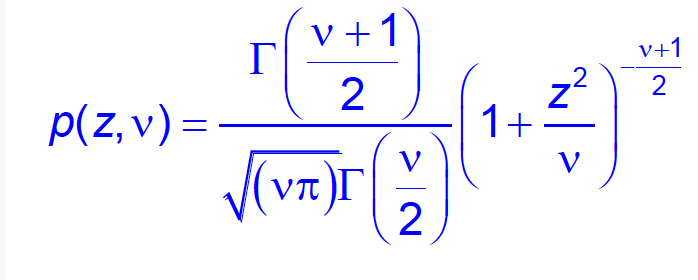 p(z,ν) = Γ((ν + 1)/2) / (√(νπ)Γ(ν/2)) (1 + z²/ν)^(−(ν+1)/2)